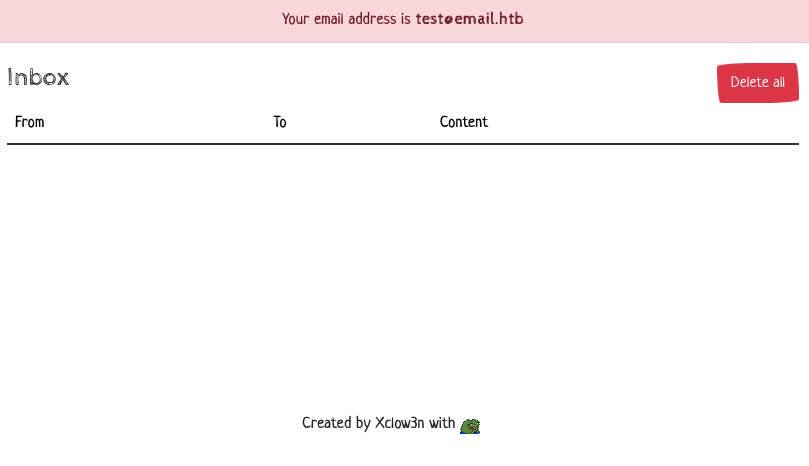 Your email address is test@email.htb
Inbox
Delete all
From To Content
Created by Xclow3n with